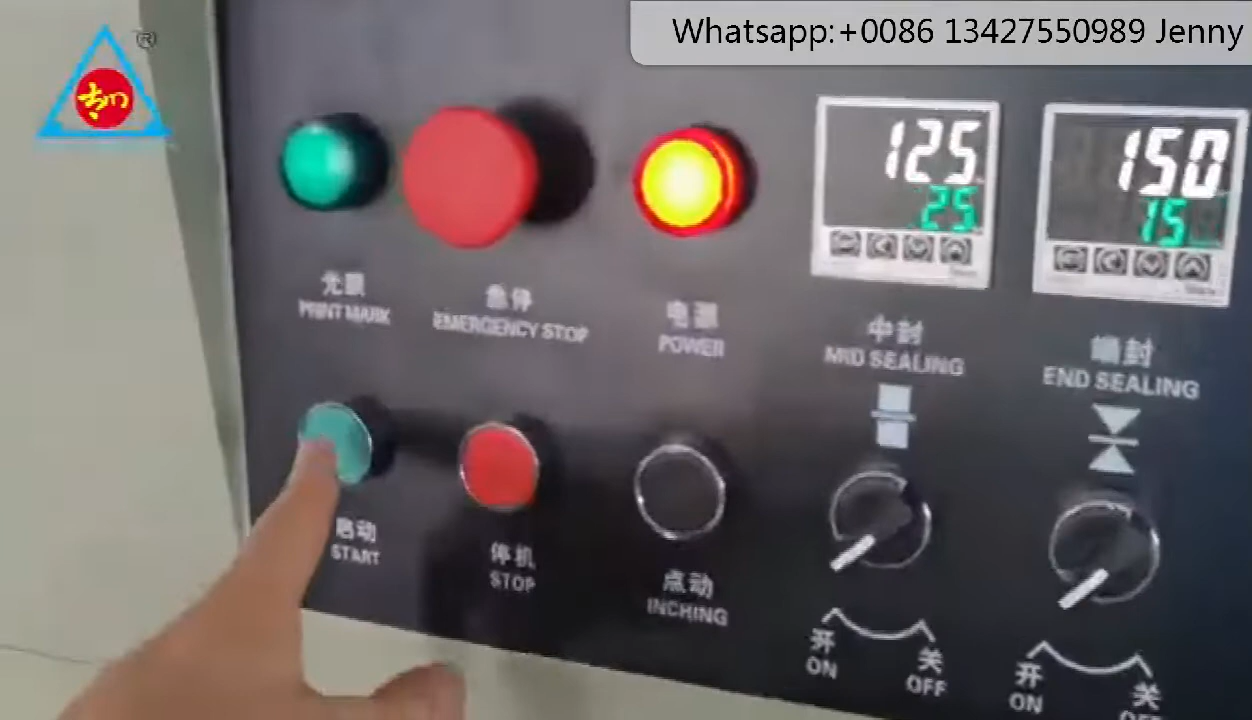 Whatsapp:+0086 13427550989 Jenny
®
125
25
150
15
光眼
PRINT MARK
急停
EMERGENCY STOP
电源
POWER
中封
MID SEALING
端封
END SEALING
启动
START
停机
STOP
点动
INCHING
开
ON
关
OFF
开
ON
关